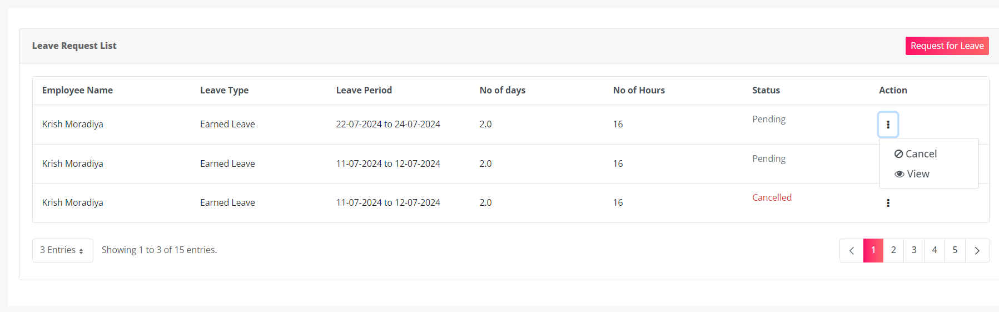 Leave Request List
Request for Leave
Employee Name Leave Type Leave Period No of days No of Hours Status Action
Krish Moradiya Earned Leave 22-07-2024 to 24-07-2024 2.0 16 Pending
Cancel
Krish Moradiya Earned Leave 11-07-2024 to 12-07-2024 2.0 16 Pending
View
Krish Moradiya Earned Leave 11-07-2024 to 12-07-2024 2.0 16 Cancelled
3 Entries Showing 1 to 3 of 15 entries. 1 2 3 4 5